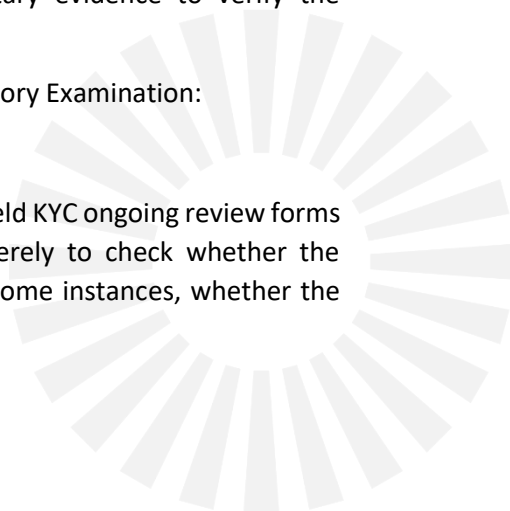 evidence to verify the
ory Examination:
eld KYC ongoing review forms
erely to check whether the
ome instances, whether the